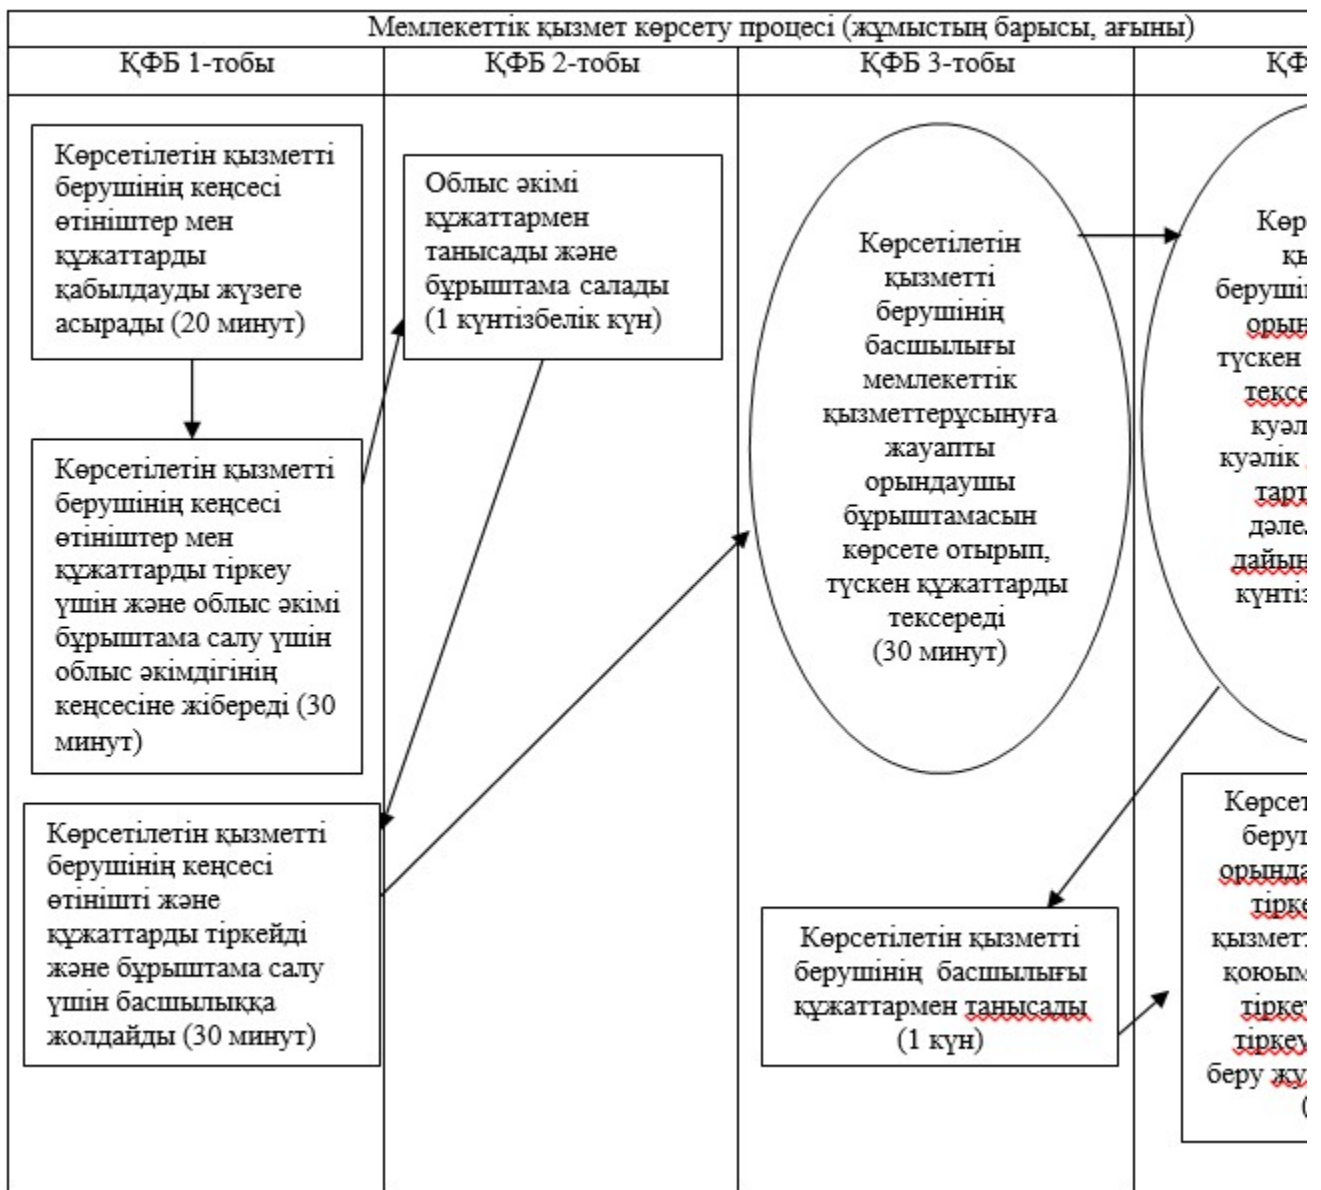 Мемлекеттік қызмет көрсету процесі (жұмыстың барысы, ағыны)
ҚФБ 1-тобы
ҚФБ 2-тобы
ҚФБ 3-тобы
Көрсетілетін қызметті
берушінің кеңсесі
өтініштер мен
құжаттарды
қабылдауды жүзеге
асырады (20 минут)
Көрсетілетін қызметті
берушінің кеңсесі
өтініштер мен
құжаттарды тіркеу
үшін және облыс әкімі
бұрыштама салу үшін
облыс әкімдігінің
кеңсесіне жібереді (30
минут)
Көрсетілетін қызметті
берушінің кеңсесі
өтінішті және
құжаттарды тіркейді
және бұрыштама салу
үшін басшылыққа
жолдайды (30 минут)
Облыс әкімі
құжаттармен
танысады және
бұрыштама салады
(1 күнтізбелік күн)
Көрсетілетін
қызметті
берушінің
басшылығы
мемлекеттік
қызметтерұсынуға
жауапты
орындаушы
бұрыштамасын
көрсете отырып,
түскен құжаттарды
тексереді
(30 минут)
Көрсетілетін қызметті
берушінің басшылығы
құжаттармен танысады
(1 күн)
түскен
куәлік
беру